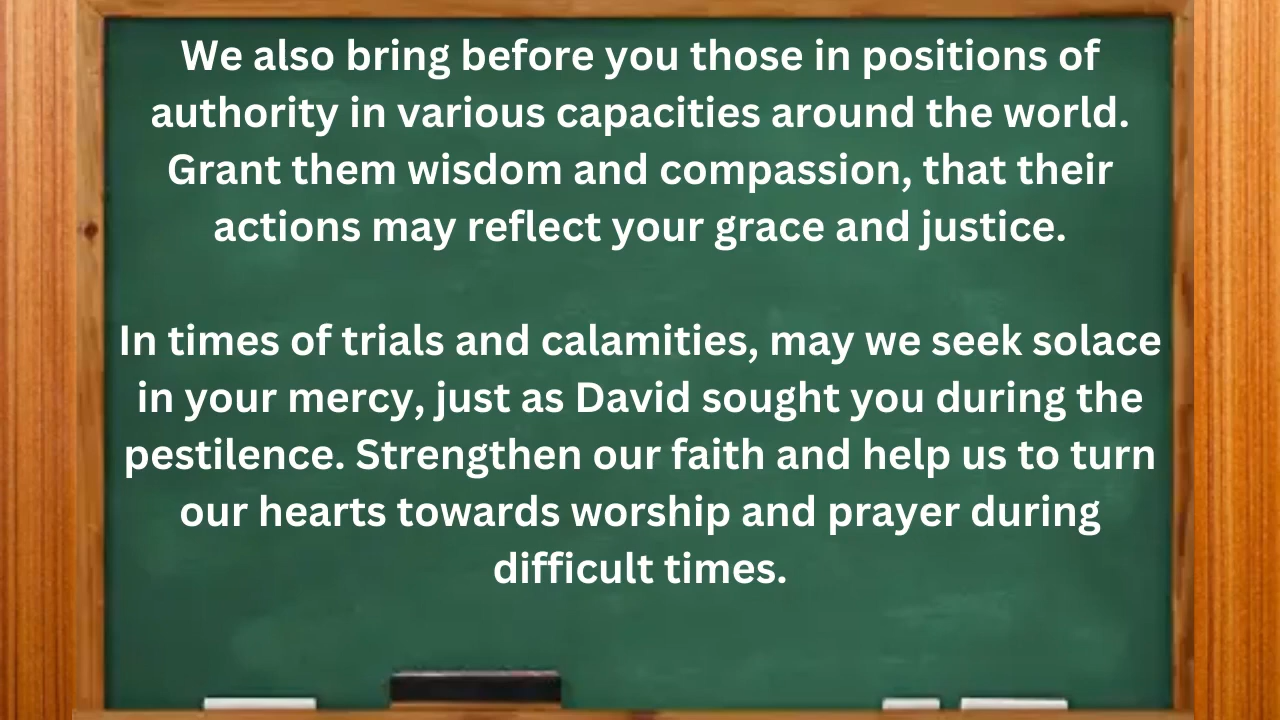 We also bring before you those in positions of
authority in various capacities around the world.
Grant them wisdom and compassion, that their
actions may reflect your grace and justice.
In times of trials and calamities, may we seek solace
in your mercy, just as David sought you during the
pestilence. Strengthen our faith and help us to turn
our hearts towards worship and prayer during
difficult times.